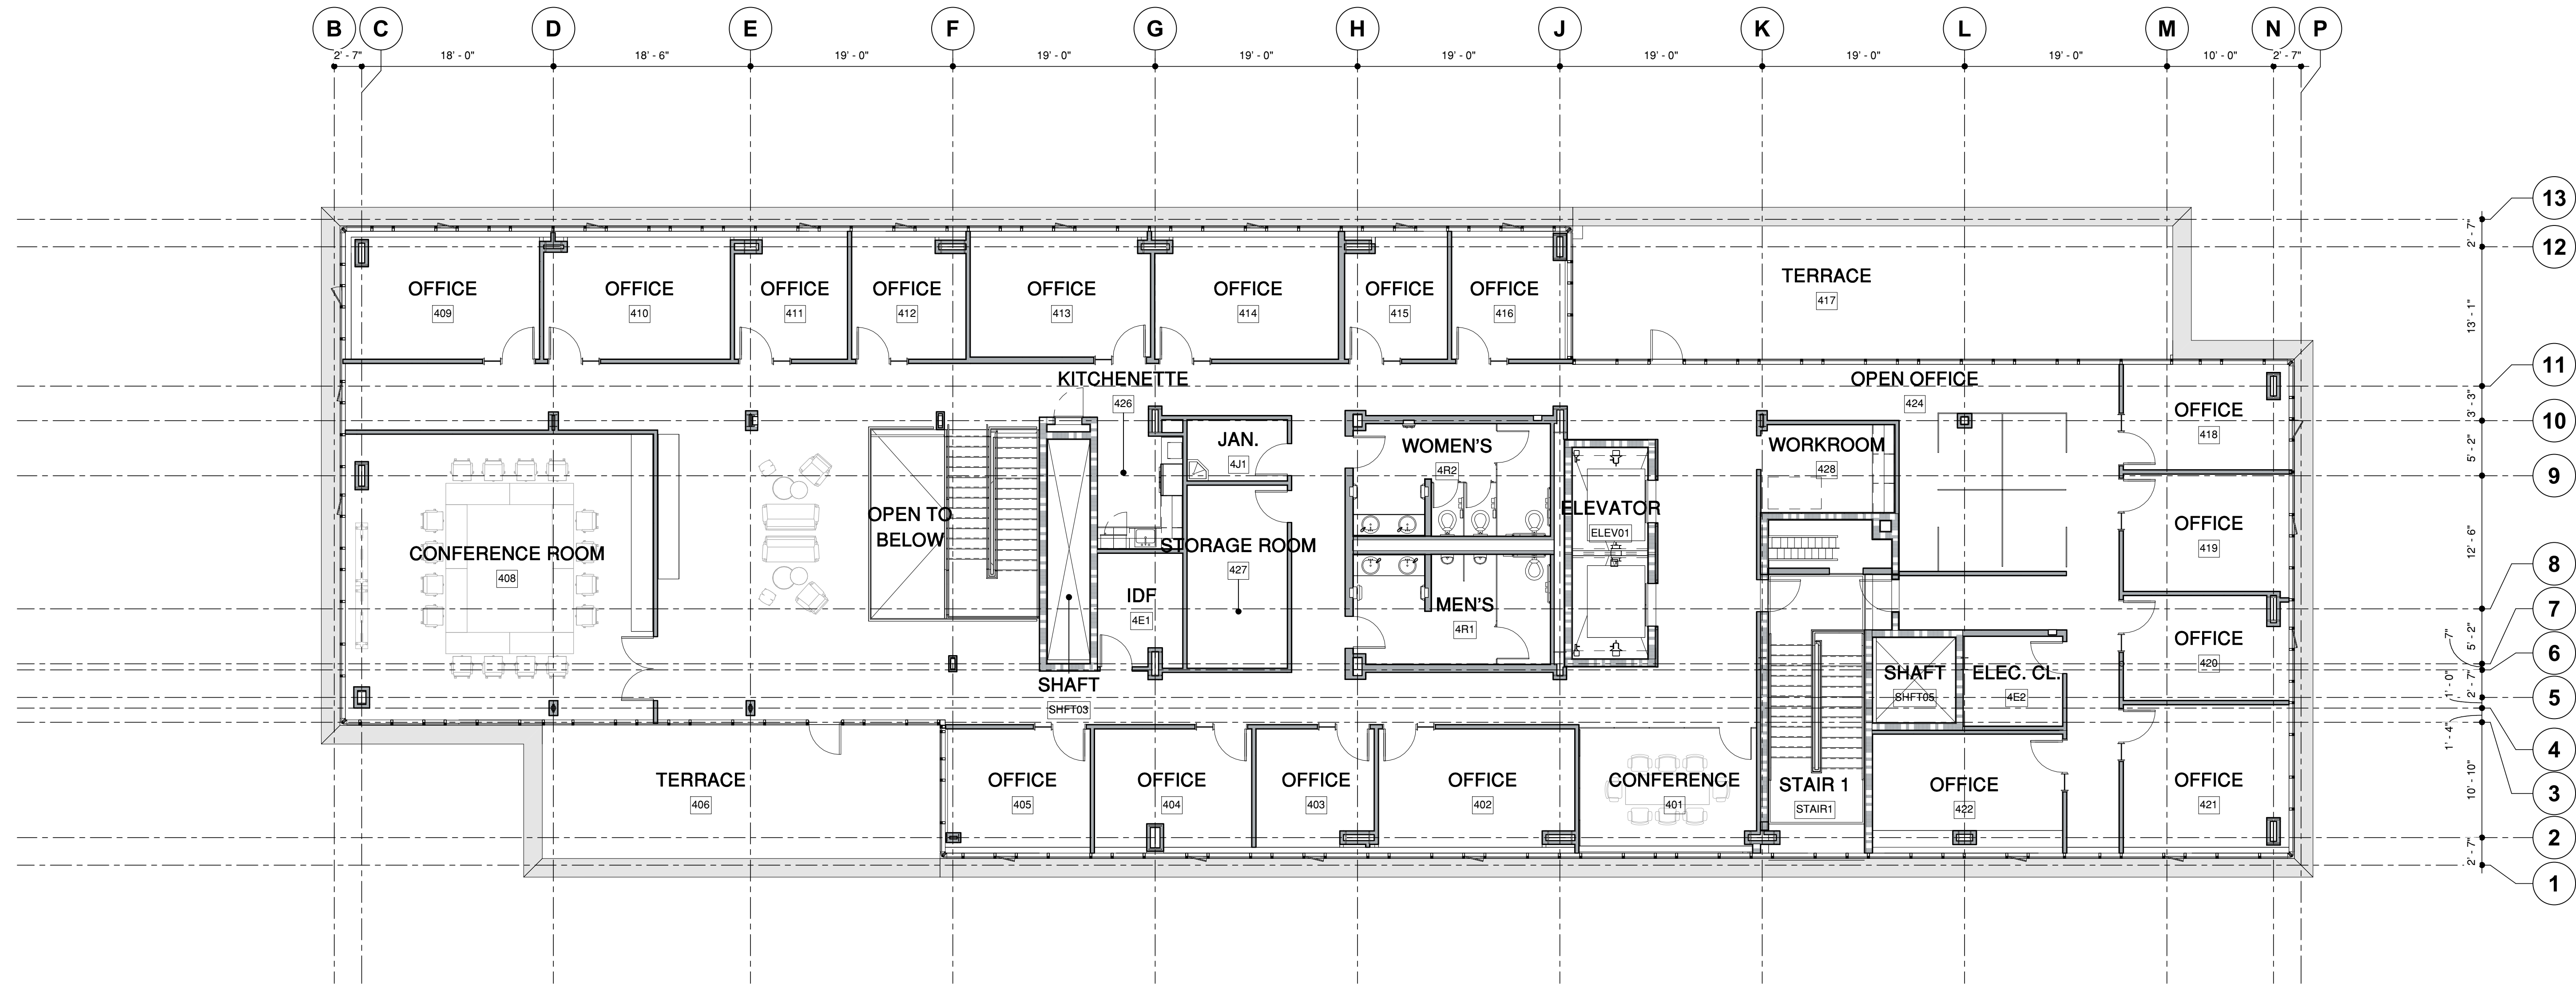 B C D E F G H J K L M N P
2' - 7" 18' - 0" 18' - 6" 19' - 0" 19' - 0" 19' - 0" 19' - 0" 19' - 0" 19' - 0" 19' - 0" 10' - 0" 2' - 7"
13
2' - 7"
12
OFFICE
409
OFFICE
410
OFFICE
411
OFFICE
412
OFFICE
413
OFFICE
414
OFFICE
415
OFFICE
416
TERRACE
417
13' - 1"
11
KITCHENETTE
426
OPEN OFFICE
424
3' - 3"
10
OFFICE
418
JAN.
4J1
WOMEN'S
4R2
WORKROOM
428
5' - 2"
9
OPEN TO
BELOW
ELEVATOR
ELEV01
OFFICE
419
12' - 6"
CONFERENCE ROOM
408
STORAGE ROOM
427
8
IDF
4E1
MEN'S
4R1
7
OFFICE
420
7"
5' - 2"
6
SHAFT
SHFT03
SHAFT
SHFT05
ELEC. CL.
4E2
1' - 0"
2' - 7"
5
1' - 4"
4
TERRACE
406
OFFICE
405
OFFICE
404
OFFICE
403
OFFICE
402
CONFERENCE
401
STAIR 1
STAIR1
OFFICE
422
OFFICE
421
10' - 10"
3
2
2' - 7"
1